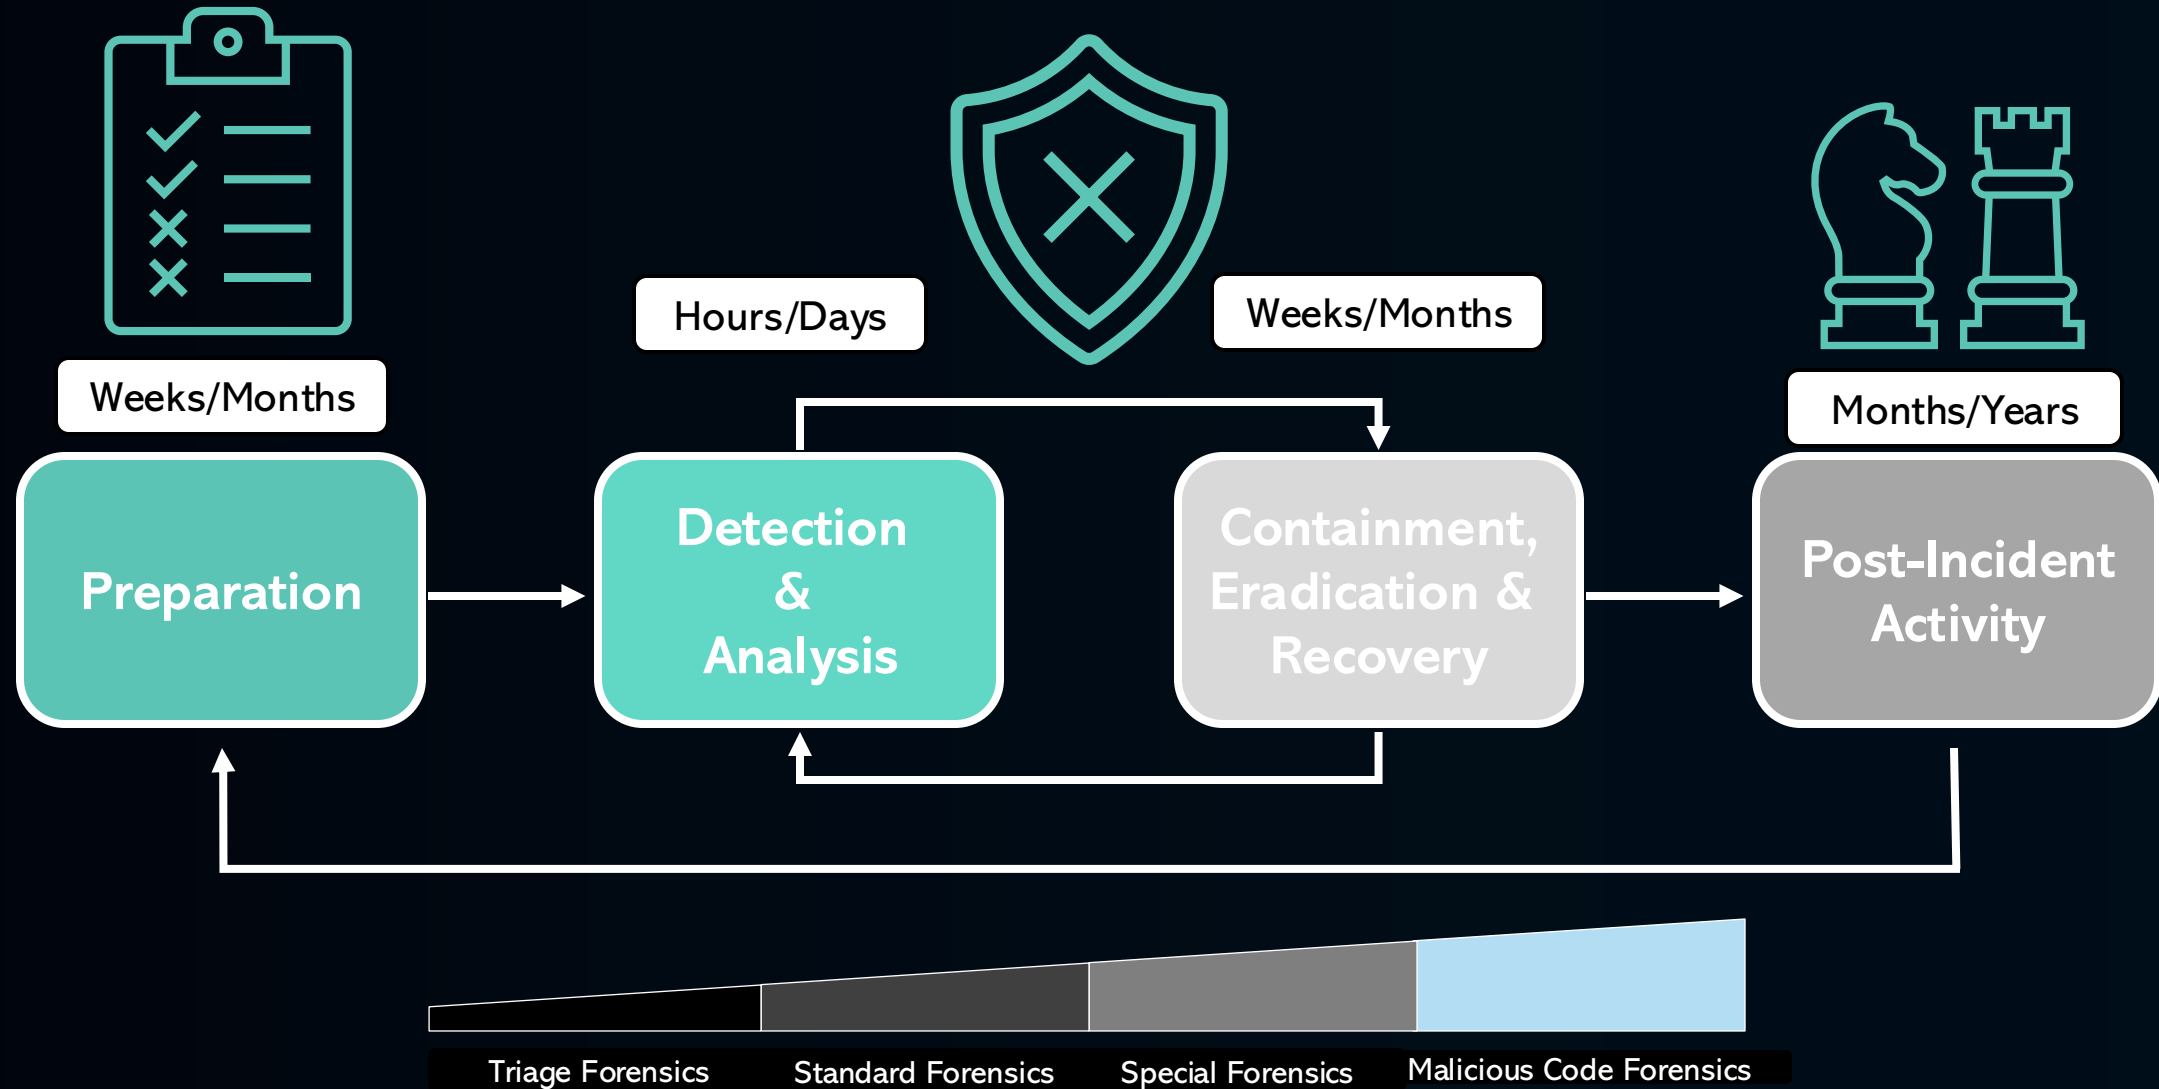 Hours/Days
Weeks/Months
Weeks/Months
Months/Years
Preparation
Detection
&
Analysis
Containment,
Eradication &
Recovery
Post-Incident
Activity
Triage Forensics
Standard Forensics
Special Forensics
Malicious Code Forensics